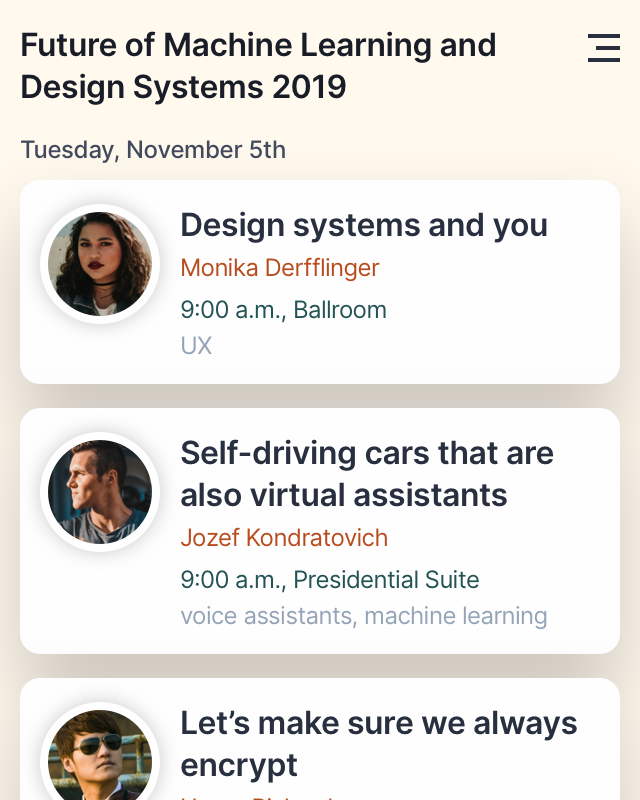 Future of Machine Learning and
Design Systems 2019
Tuesday, November 5th
Design systems and you
Monika Derfflinger
9:00 a.m., Ballroom
UX
Self-driving cars that are
also virtual assistants
Jozef Kondratovich
9:00 a.m., Presidential Suite
voice assistants, machine learning
Let’s make sure we always
encrypt